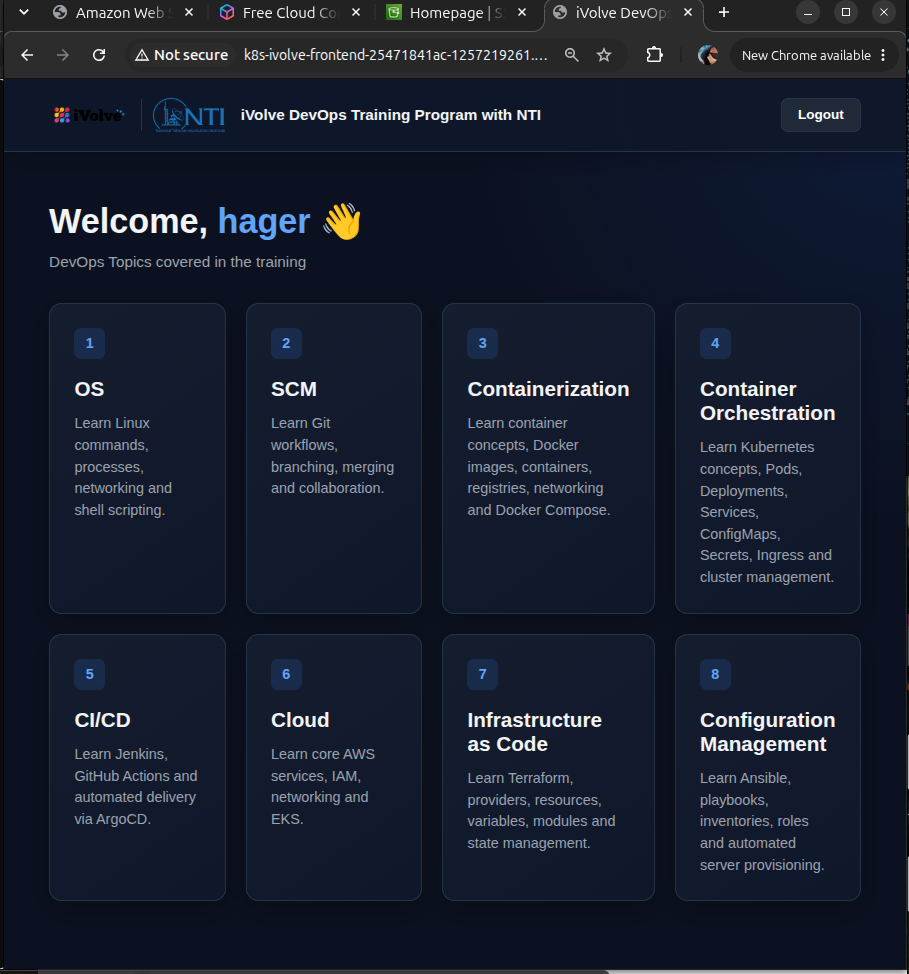 Amazon Web S
Free Cloud Co
Homepage | S
iVolve DevOps
Not secure
k8s-ivolve-frontend-25471841ac-1257219261....
New Chrome available
iVolve
NTI
iVolve DevOps Training Program with NTI
Logout
Welcome, hager 👋
DevOps Topics covered in the training
1
OS
Learn Linux
commands,
processes,
networking and
shell scripting.
2
SCM
Learn Git
workflows,
branching, merging
and collaboration.
3
Containerization
Learn container
concepts, Docker
images, containers,
registries, networking
and Docker Compose.
4
Container
Orchestration
Learn Kubernetes
concepts, Pods,
Deployments,
Services,
ConfigMaps,
Secrets, Ingress and
cluster management.
5
CI/CD
Learn Jenkins,
GitHub Actions and
automated delivery
via ArgoCD.
6
Cloud
Learn core AWS
services, IAM,
networking and
EKS.
7
Infrastructure
as Code
Learn Terraform,
providers, resources,
variables, modules and
state management.
8
Configuration
Management
Learn Ansible,
playbooks,
inventories, roles
and automated
server provisioning.